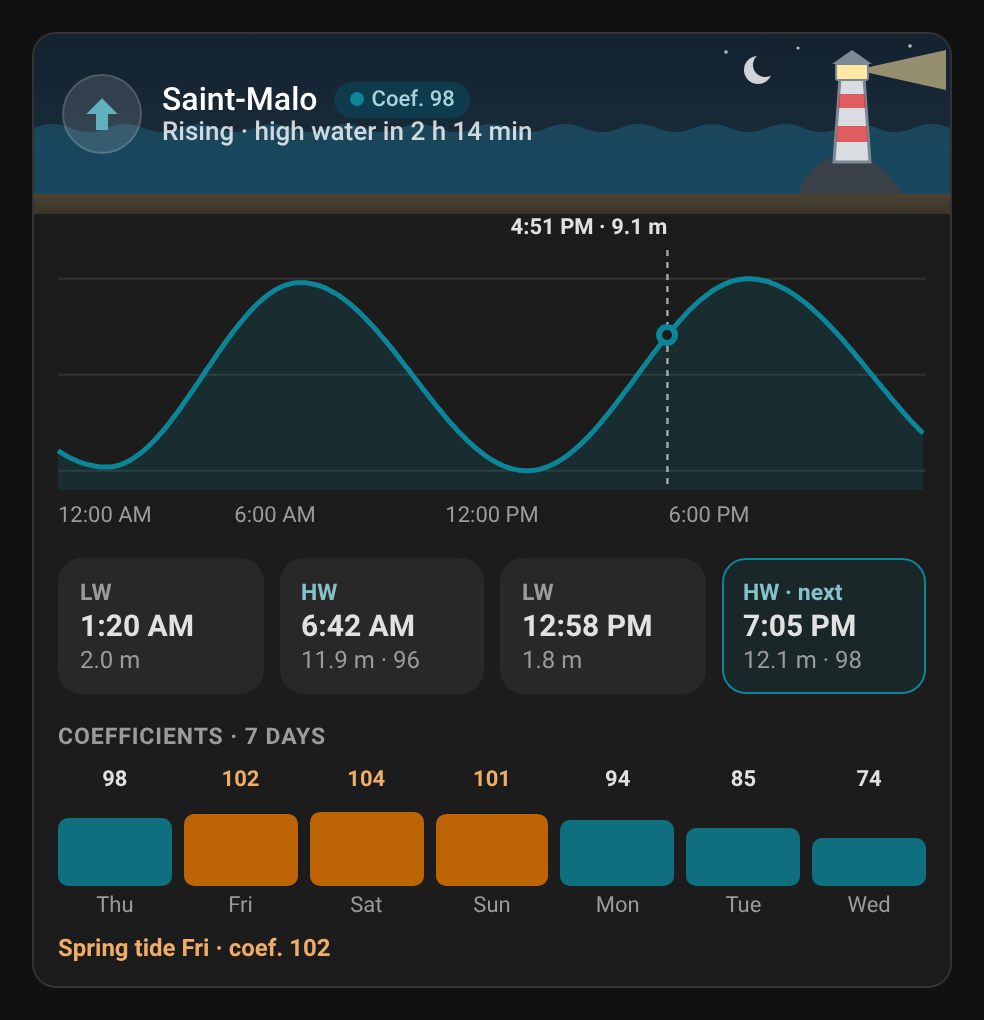 Saint-Malo
Coef. 98
Rising · high water in 2 h 14 min
4:51 PM · 9.1 m
12:00 AM 6:00 AM 12:00 PM 6:00 PM
LW
1:20 AM
2.0 m
HW
6:42 AM
11.9 m · 96
LW
12:58 PM
1.8 m
HW · next
7:05 PM
12.1 m · 98
COEFFICIENTS · 7 DAYS
98 102 104 101 94 85 74
Thu Fri Sat Sun Mon Tue Wed
Spring tide Fri · coef. 102